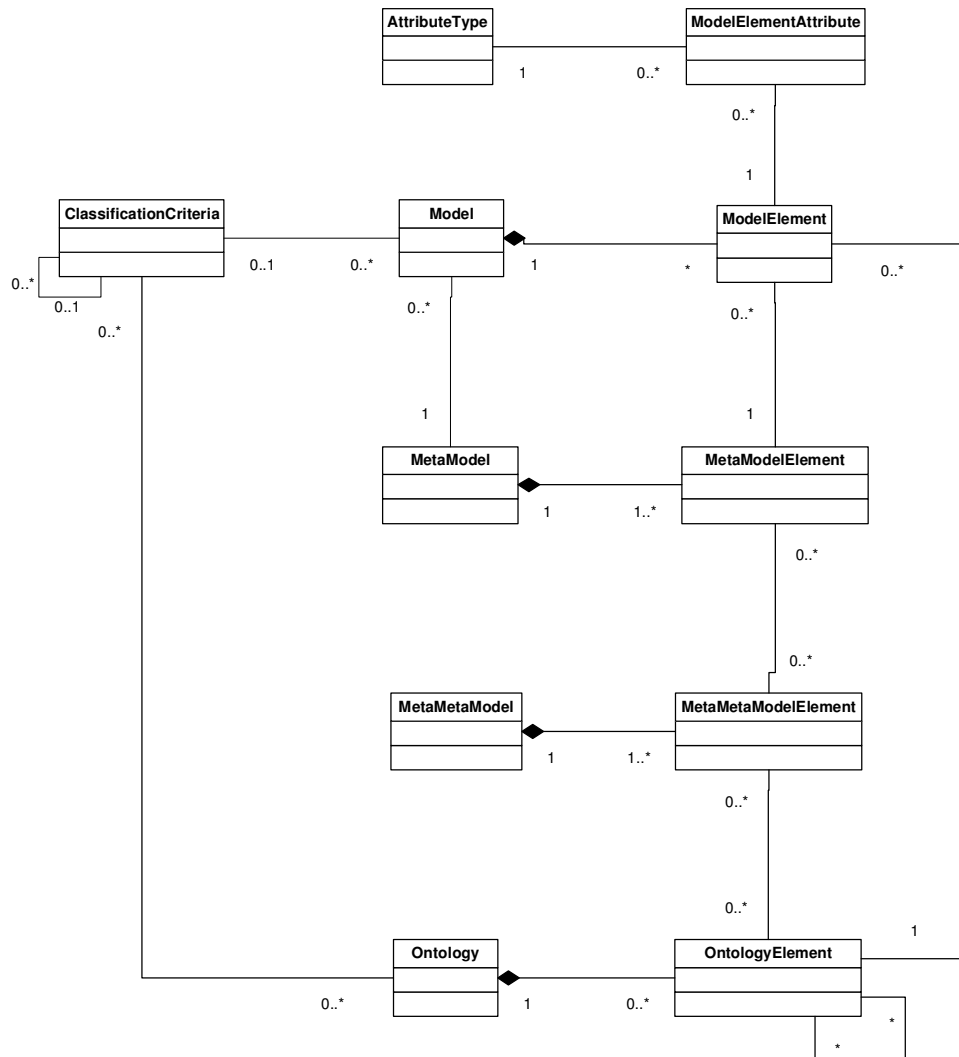 AttributeType
ModelElementAttribute
1
0..*
0..*
1
ClassificationCriteria
Model
ModelElement
0..1
0..*
1
*
0..*
0..*
0..1
0..*
0..*
0..*
1
1
MetaModel
MetaModelElement
1
1..*
0..*
0..*
MetaMetaModel
MetaMetaModelElement
1
1..*
0..*
0..*
1
Ontology
OntologyElement
0..*
1
0..*
*
*